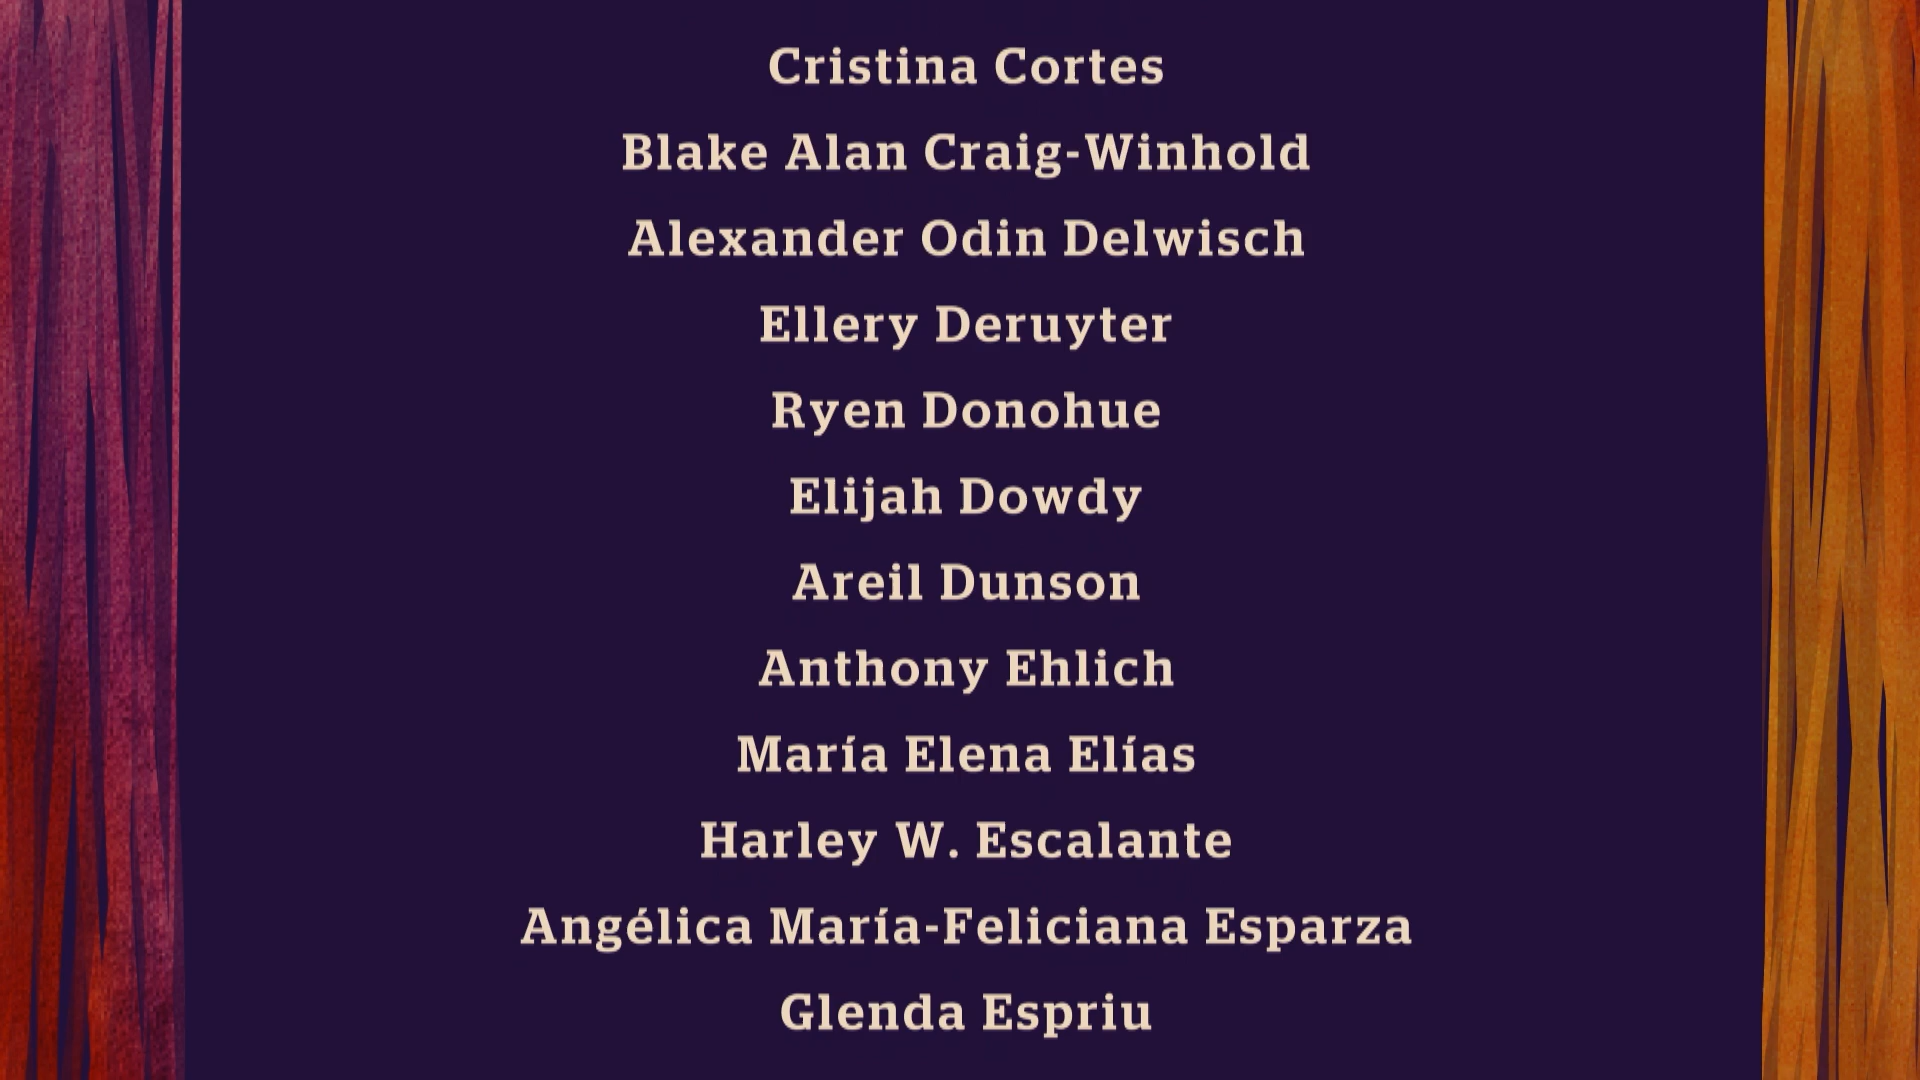 Cristina Cortes
Blake Alan Craig-Winhold
Alexander Odin Delwisch
Ellery Deruyter
Ryen Donohue
Elijah Dowdy
Areil Dunson
Anthony Ehlich
María Elena Elías
Harley W. Escalante
Angélica María-Feliciana Esparza
Glenda Espriu